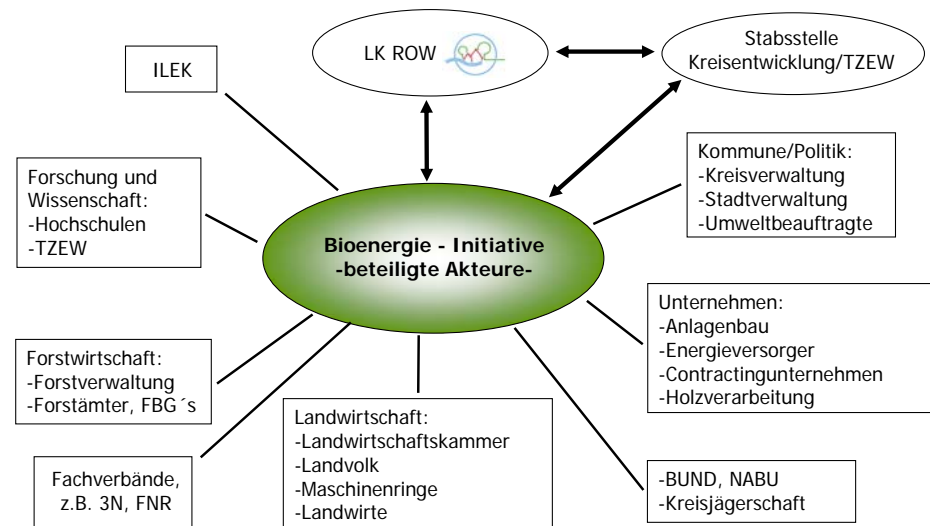 LK ROW
Stabsstelle
Kreisentwicklung/TZEW
ILEK
Kommune/Politik:
-Kreisverwaltung
-Stadtverwaltung
-Umweltbeauftragte
Forschung und
Wissenschaft:
-Hochschulen
-TZEW
Bioenergie - Initiative
-beteiligte Akteure-
Unternehmen:
-Anlagenbau
-Energieversorger
-Contractingunternehmen
-Holzverarbeitung
Forstwirtschaft:
-Forstverwaltung
-Forstämter, FBG´s
Landwirtschaft:
-Landwirtschaftskammer
-Landvolk
-Maschinenringe
-Landwirte
Fachverbände,
z.B. 3N, FNR
-BUND, NABU
-Kreisjägerschaft